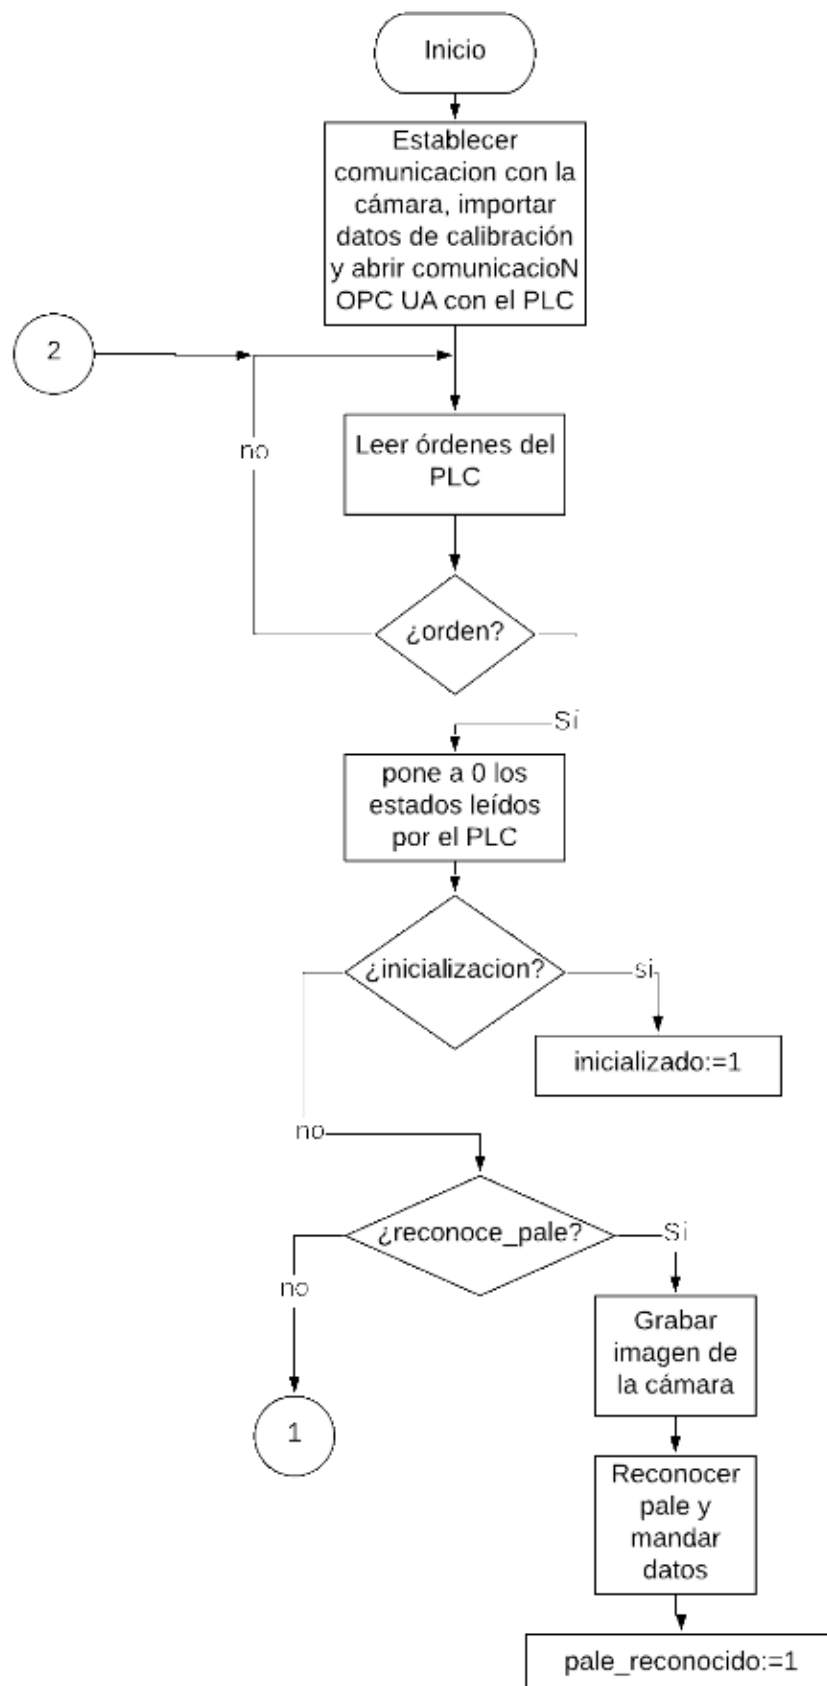 Inicio
Establecer
comunicacion con la
cámara, importar
datos de calibración
y abrir comunicacioN
OPC UA con el PLC
2
no
Leer órdenes del
PLC
¿orden?
Si
pone a 0 los
estados leídos
por el PLC
¿inicializacion?
si
inicializado:=1
no
¿reconoce_pale?
Si
no
Grabar
imagen de
la cámara
1
Reconocer
pale y
mandar
datos
pale_reconocido:=1